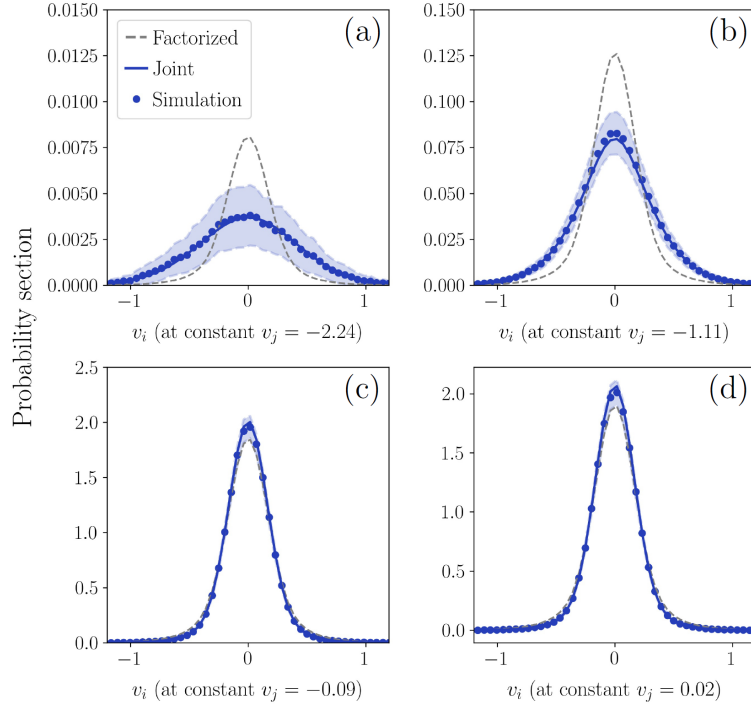 Probability section
0.0150
0.0125
0.0100
0.0075
0.0050
0.0025
0.0000
(a)
Factorized
Joint
Simulation
−1 0 1
v_i (at constant v_j = −2.24)
0.150
0.125
0.100
0.075
0.050
0.025
0.000
(b)
−1 0 1
v_i (at constant v_j = −1.11)
2.5
2.0
1.5
1.0
0.5
0.0
(c)
−1 0 1
v_i (at constant v_j = −0.09)
2.0
1.5
1.0
0.5
0.0
(d)
−1 0 1
v_i (at constant v_j = 0.02)